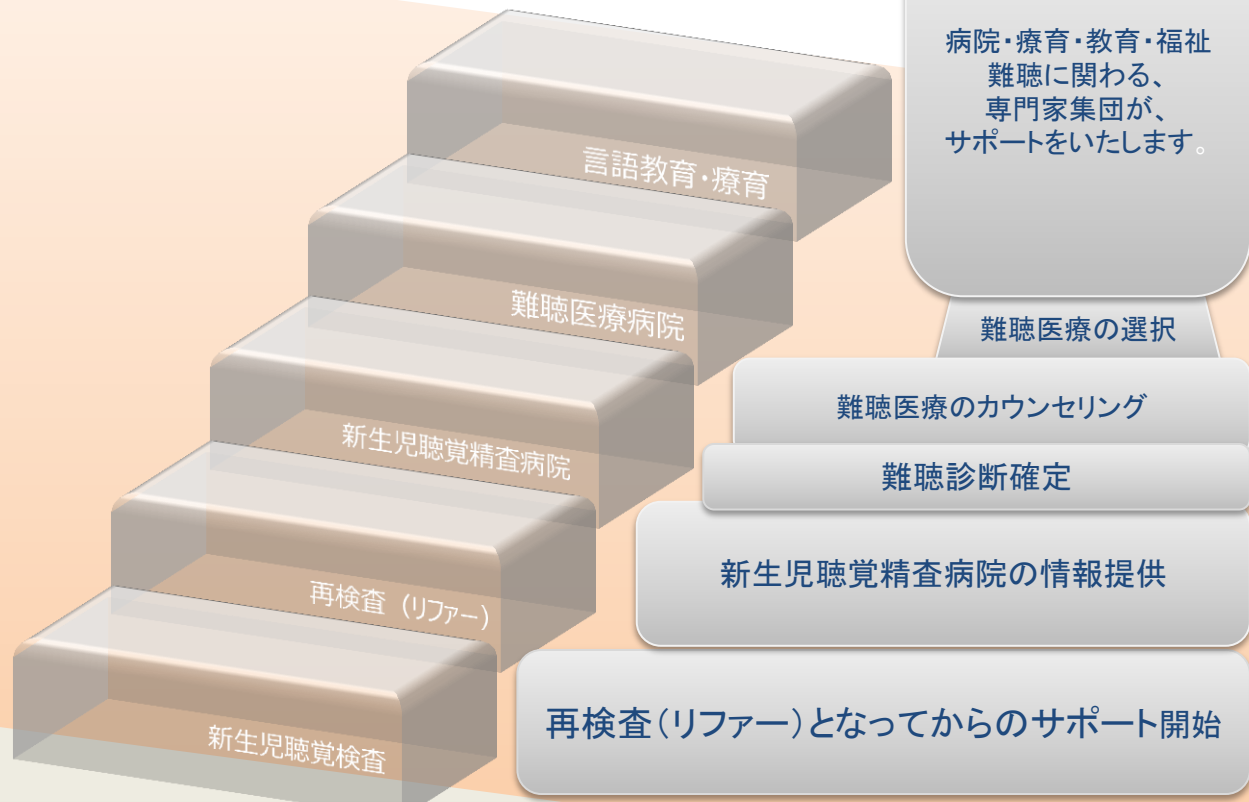 病院・療育・教育・福祉
難聴に関わる、
専門家集団が、
サポートをいたします。
言語教育・療育
難聴医療病院
難聴医療の選択
難聴医療のカウンセリング
新生児聴覚精査病院
難聴診断確定
新生児聴覚精査病院の情報提供
再検査（リファー）
再検査（リファー）となってからのサポート開始
新生児聴覚検査